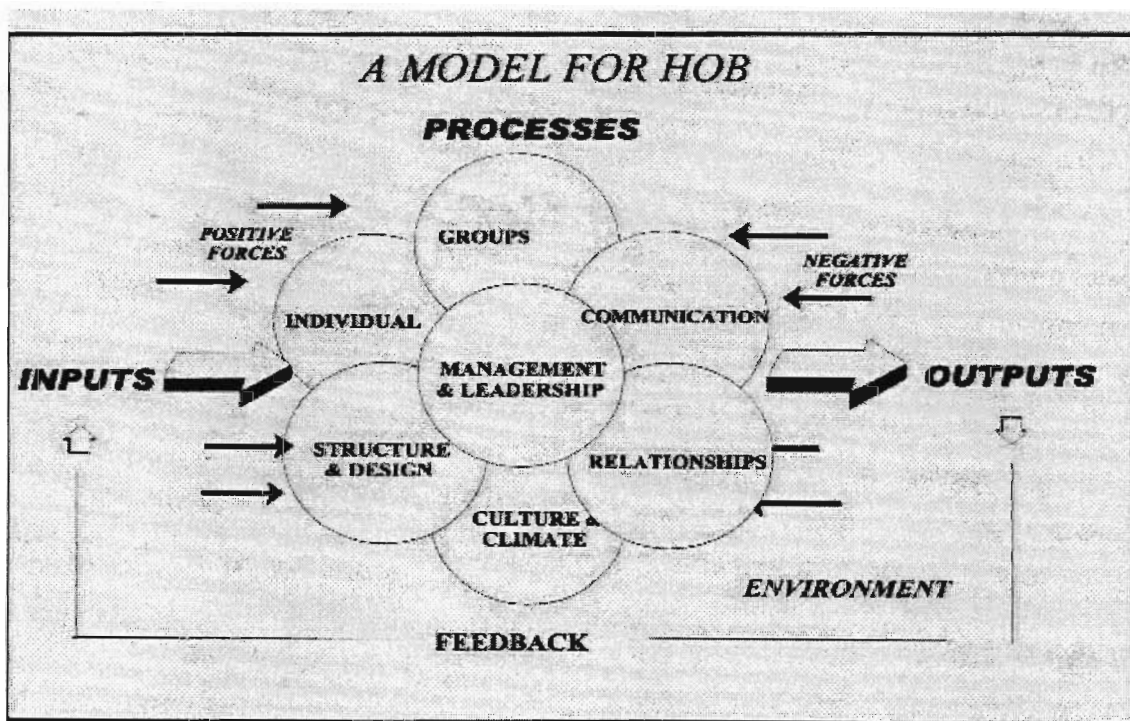 A MODEL FOR HOB
PROCESSES
POSITIVE
FORCES
GROUPS
NEGATIVE
FORCES
INDIVIDUAL
COMMUNICATION
MANAGEMENT
& LEADERSHIP
INPUTS
OUTPUTS
STRUCTURE
& DESIGN
RELATIONSHIPS
CULTURE &
CLIMATE
ENVIRONMENT
FEEDBACK